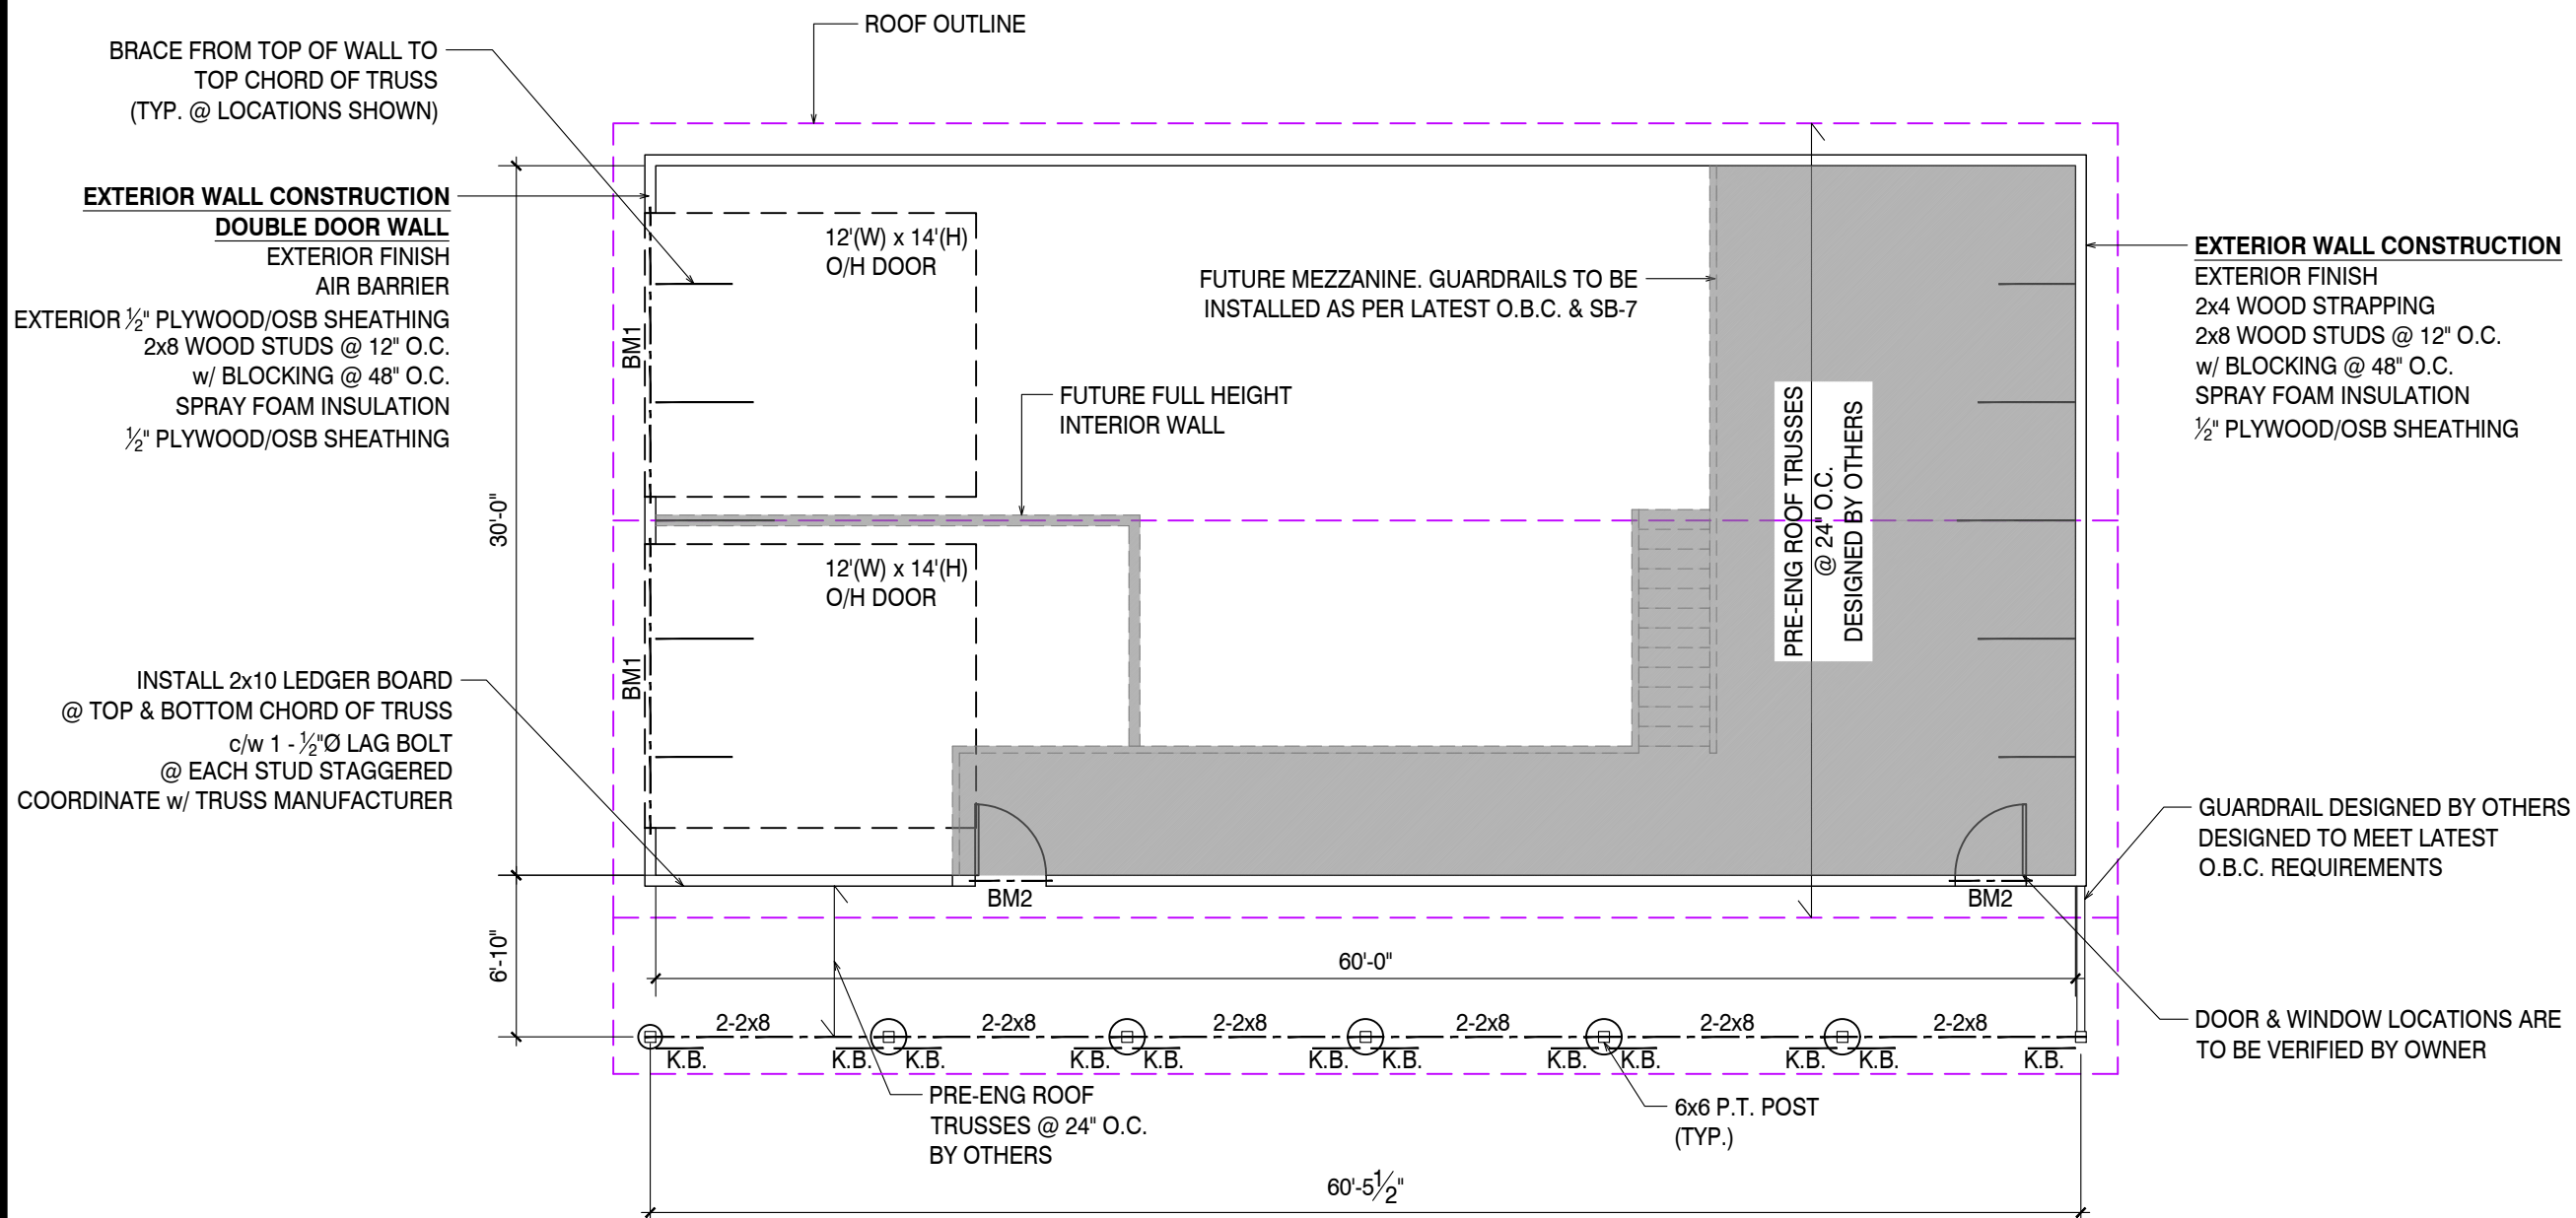 ROOF OUTLINE
BRACE FROM TOP OF WALL TO
TOP CHORD OF TRUSS
(TYP. @ LOCATIONS SHOWN)
EXTERIOR WALL CONSTRUCTION
DOUBLE DOOR WALL
EXTERIOR FINISH
AIR BARRIER
EXTERIOR ½" PLYWOOD/OSB SHEATHING
2x8 WOOD STUDS @ 12" O.C.
w/ BLOCKING @ 48" O.C.
SPRAY FOAM INSULATION
½" PLYWOOD/OSB SHEATHING
30'-0"
BM1
12'(W) x 14'(H)
O/H DOOR
FUTURE MEZZANINE. GUARDRAILS TO BE
INSTALLED AS PER LATEST O.B.C. & SB-7
FUTURE FULL HEIGHT
INTERIOR WALL
PRE-ENG ROOF TRUSSES
@ 24" O.C.
DESIGNED BY OTHERS
EXTERIOR WALL CONSTRUCTION
EXTERIOR FINISH
2x4 WOOD STRAPPING
2x8 WOOD STUDS @ 12" O.C.
w/ BLOCKING @ 48" O.C.
SPRAY FOAM INSULATION
½" PLYWOOD/OSB SHEATHING
12'(W) x 14'(H)
O/H DOOR
BM1
INSTALL 2x10 LEDGER BOARD
@ TOP & BOTTOM CHORD OF TRUSS
c/w 1 - ½"Ø LAG BOLT
@ EACH STUD STAGGERED
COORDINATE w/ TRUSS MANUFACTURER
BM2
BM2
GUARDRAIL DESIGNED BY OTHERS
DESIGNED TO MEET LATEST
O.B.C. REQUIREMENTS
6'-10"
60'-0"
2-2x8
2-2x8
2-2x8
2-2x8
2-2x8
2-2x8
K.B.
K.B.
K.B.
K.B.
K.B.
K.B.
K.B.
K.B.
K.B.
K.B.
K.B.
K.B.
DOOR & WINDOW LOCATIONS ARE
TO BE VERIFIED BY OWNER
PRE-ENG ROOF
TRUSSES @ 24" O.C.
BY OTHERS
6x6 P.T. POST
(TYP.)
60'-5½"